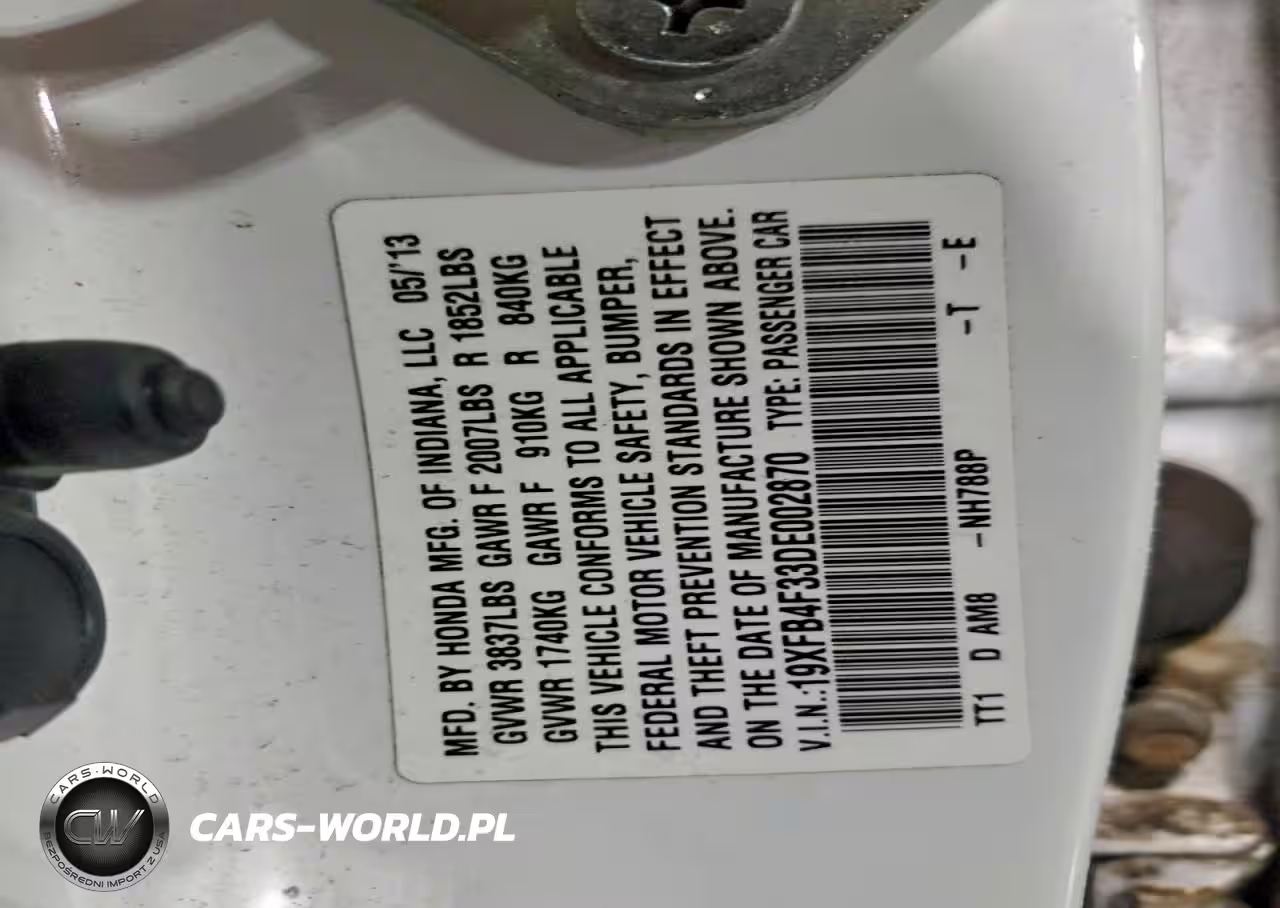 MFD. BY HONDA MFG. OF INDIANA, LLC 05/'13
GVWR 3837LBS GAWR F 2007LBS R 1852LBS
GVWR 1740KG GAWR F 910KG R 840KG
THIS VEHICLE CONFORMS TO ALL APPLICABLE
FEDERAL MOTOR VEHICLE SAFETY, BUMPER,
AND THEFT PREVENTION STANDARDS IN EFFECT
ON THE DATE OF MANUFACTURE SHOWN ABOVE.
V.I.N.:19XFB4F33DE002870 TYPE: PASSENGER CAR
TT1 D AM8 -NH788P -T -E
CARS-WORLD
CW
BEZPOŚREDNI IMPORT Z USA
CARS-WORLD.PL